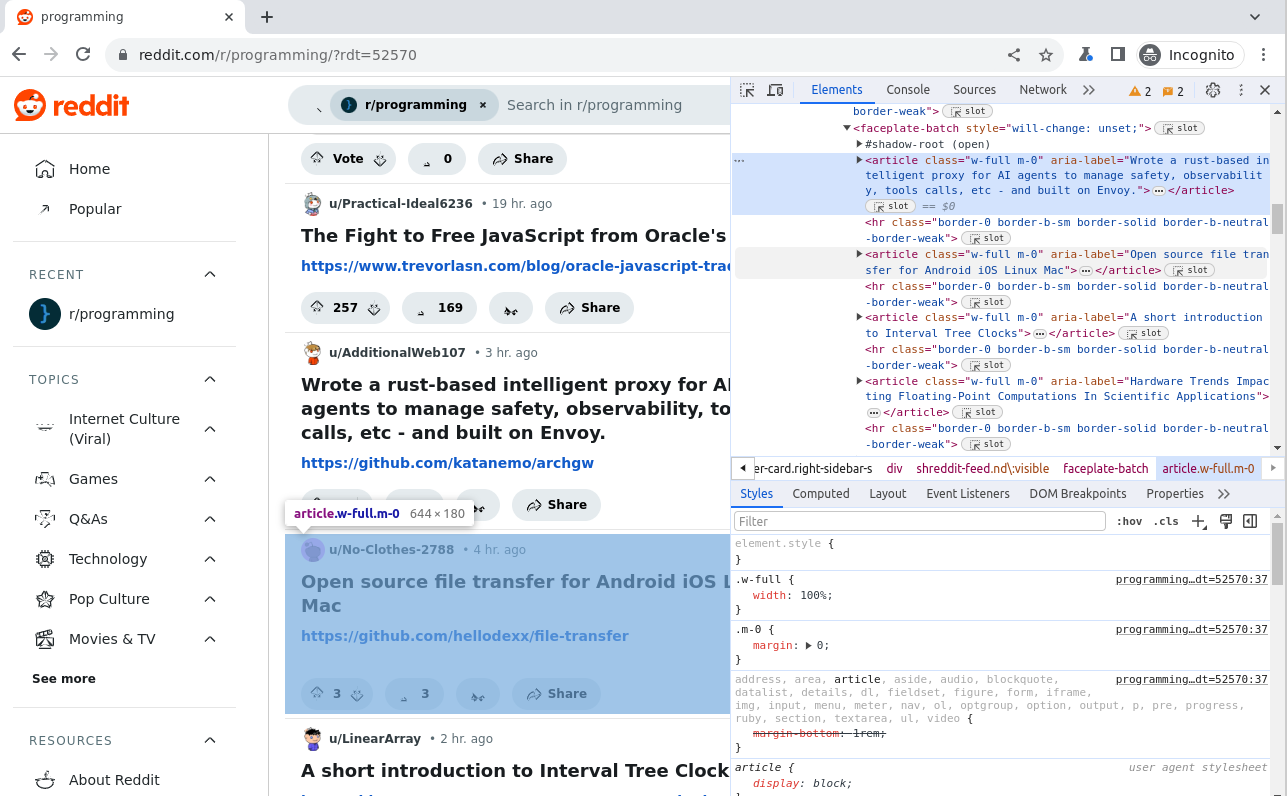 programming
reddit.com/r/programming/?rdt=52570
Incognito
reddit
r/programming ×
Search in r/programming
Home
Popular
RECENT
r/programming
TOPICS
Internet Culture
(Viral)
Games
Q&As
Technology
Pop Culture
Movies & TV
See more
RESOURCES
About Reddit
Vote
0
Share
u/Practical-Ideal6236 • 19 hr. ago
The Fight to Free JavaScript from Oracle's
https://www.trevorlasn.com/blog/oracle-javascript-trad
257
169
Share
u/AdditionalWeb107 • 3 hr. ago
Wrote a rust-based intelligent proxy for AI
agents to manage safety, observability, to
calls, etc - and built on Envoy.
https://github.com/katanemo/archgw
Share
article.w-full.m-0 644 × 180
u/No-Clothes-2788 • 4 hr. ago
Open source file transfer for Android iOS L
Mac
https://github.com/hellodexx/file-transfer
3
3
Share
u/LinearArray • 2 hr. ago
A short introduction to Interval Tree Clock
Elements
Console
Sources
Network
2
2
border-weak"> slot
<faceplate-batch style="will-change: unset;"> slot
#shadow-root (open)
<article class="w-full m-0" aria-label="Wrote a rust-based in
telligent proxy for AI agents to manage safety, observabilit
y, tools calls, etc - and built on Envoy."> … </article>
slot == $0
<hr class="border-0 border-b-sm border-solid border-b-neutral
-border-weak"> slot
<article class="w-full m-0" aria-label="Open source file tran
sfer for Android iOS Linux Mac"> … </article> slot
<hr class="border-0 border-b-sm border-solid border-b-neutral
-border-weak"> slot
<article class="w-full m-0" aria-label="A short introduction
to Interval Tree Clocks"> … </article> slot
<hr class="border-0 border-b-sm border-solid border-b-neutral
-border-weak"> slot
<article class="w-full m-0" aria-label="Hardware Trends Impac
ting Floating-Point Computations In Scientific Applications">
… </article> slot
<hr class="border-0 border-b-sm border-solid border-b-neutral
-border-weak"> slot
er-card.right-sidebar-s div shreddit-feed.nd\:visible faceplate-batch article.w-full.m-0
Styles
Computed
Layout
Event Listeners
DOM Breakpoints
Properties
Filter
:hov
.cls
element.style {
}
.w-full {
programming…dt=52570:37
width: 100%;
}
.m-0 {
programming…dt=52570:37
margin: 0;
}
address, area, article, aside, audio, blockquote,
programming…dt=52570:37
datalist, details, dl, fieldset, figure, form, iframe,
img, input, menu, meter, nav, ol, optgroup, option, output, p, pre, progress,
ruby, section, textarea, ul, video {
margin-bottom: 1rem;
}
article {
user agent stylesheet
display: block;